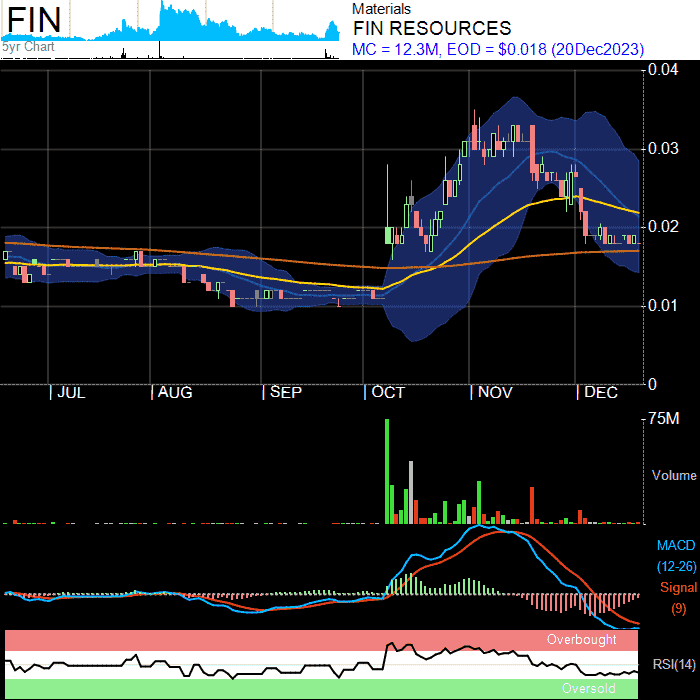 FIN
5yr Chart
Materials
FIN RESOURCES
MC = 12.3M, EOD = $0.018 (20Dec2023)
0.04
0.03
0.02
0.01
0
| JUL | AUG | SEP | OCT | NOV | DEC
75M
Volume
MACD
(12-26)
Signal
(9)
Overbought
RSI(14)
Oversold